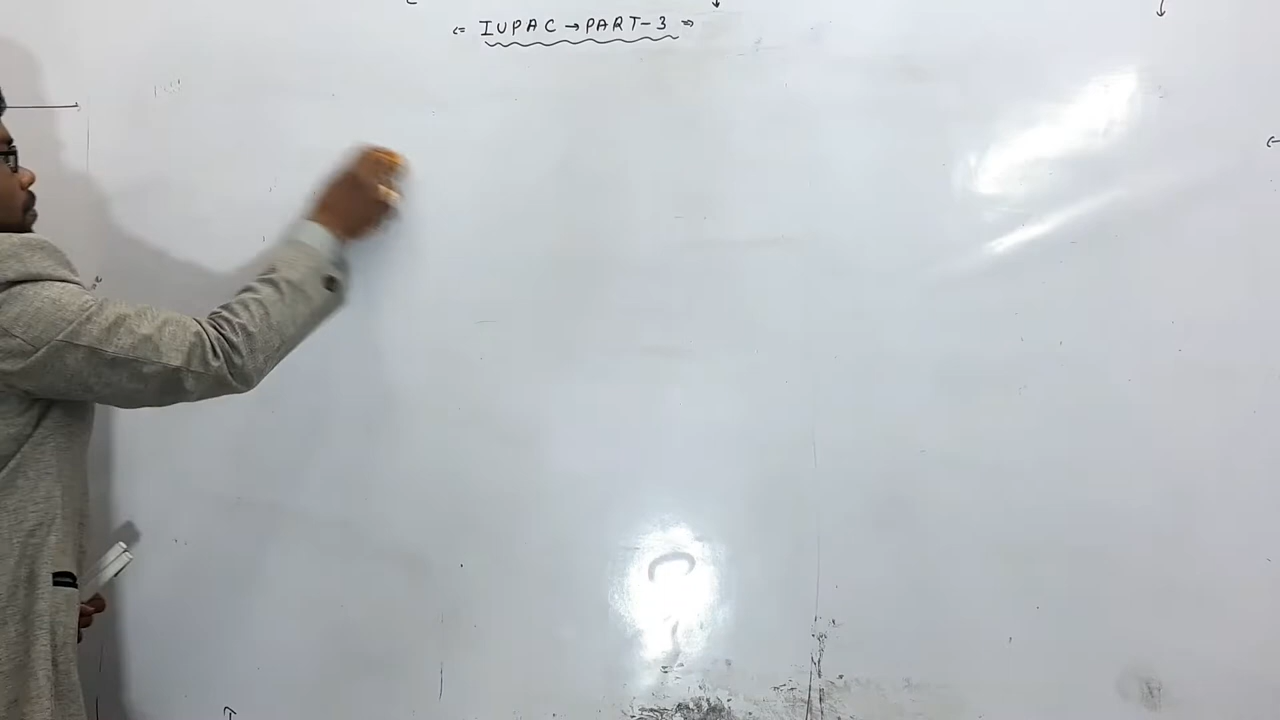 ⇐ IUPAC → PART-3 ⇒